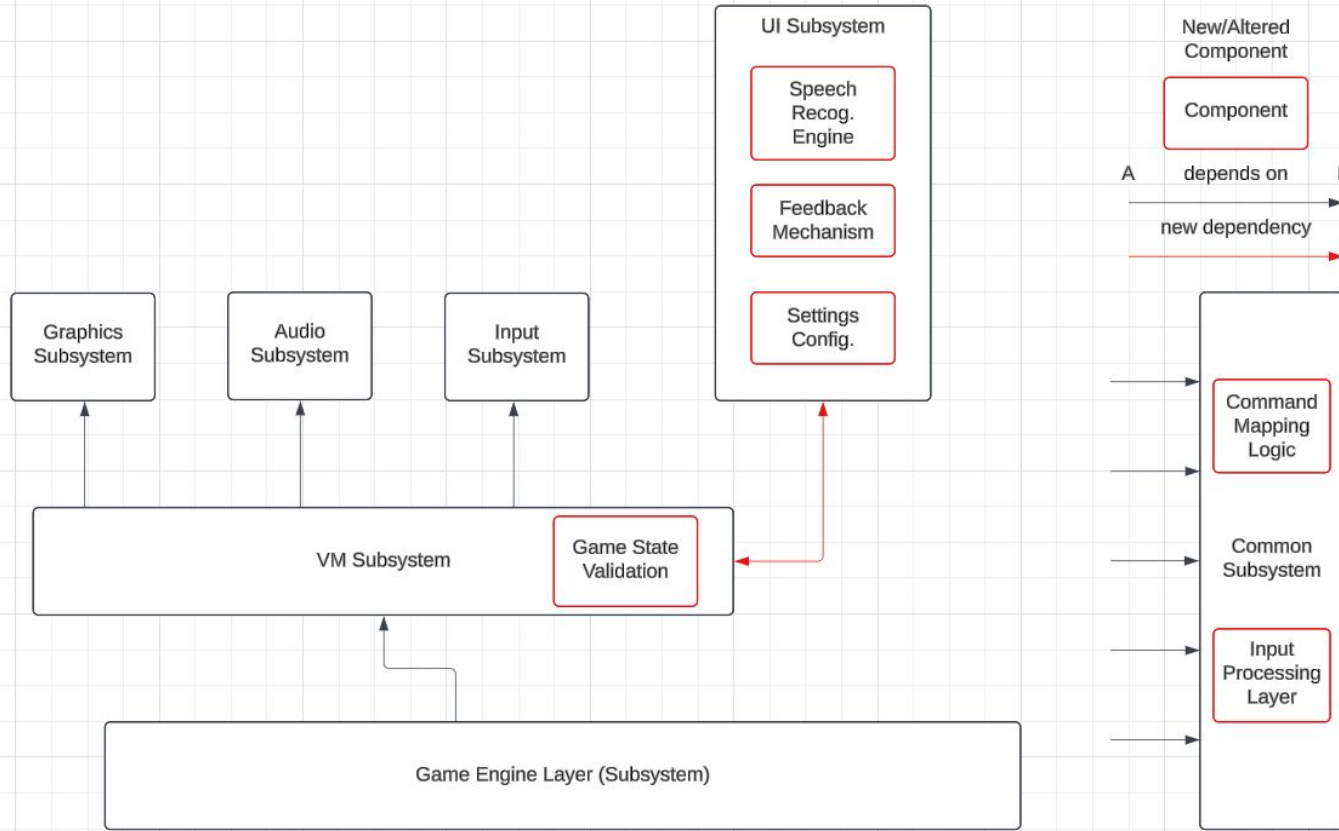 UI Subsystem
Speech
Recog.
Engine
Feedback
Mechanism
Settings
Config.
New/Altered
Component
Component
A
depends on
new dependency
Graphics
Subsystem
Audio
Subsystem
Input
Subsystem
VM Subsystem
Game State
Validation
Game Engine Layer (Subsystem)
Command
Mapping
Logic
Common
Subsystem
Input
Processing
Layer